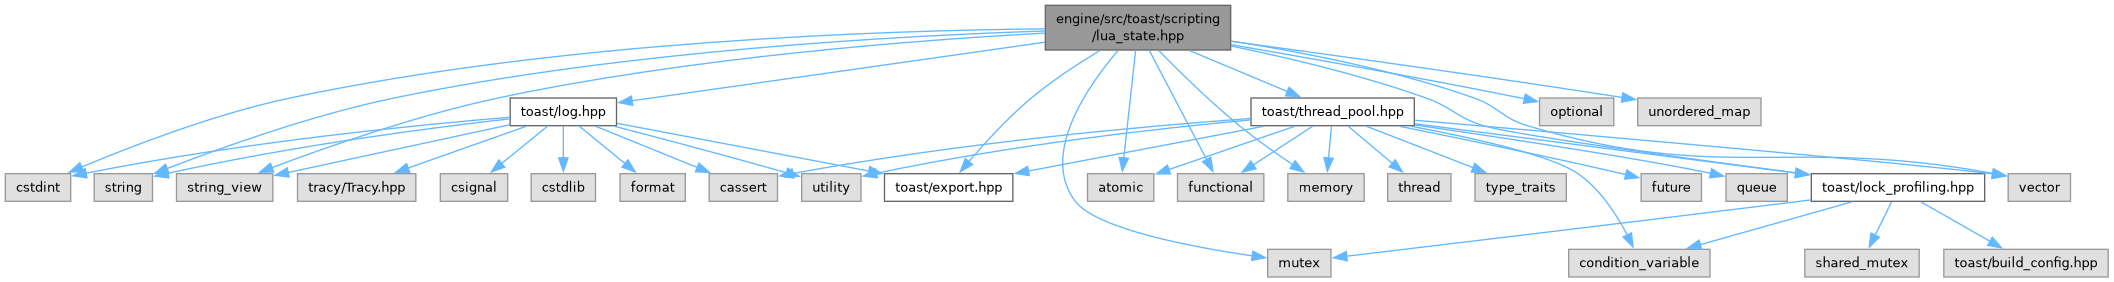 engine/src/toast/scripting
/lua_state.hpp
toast/log.hpp
toast/thread_pool.hpp
optional
unordered_map
cstdint
string
string_view
tracy/Tracy.hpp
csignal
cstdlib
format
cassert
utility
toast/export.hpp
atomic
functional
memory
thread
type_traits
future
queue
toast/lock_profiling.hpp
vector
mutex
condition_variable
shared_mutex
toast/build_config.hpp